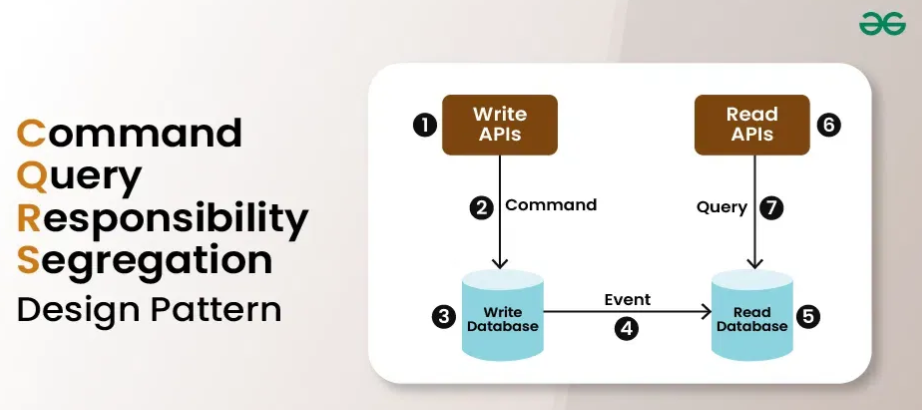 Command
Query
Responsibility
Segregation
Design Pattern
1
Write
APIs
Read
APIs
6
2
Command
Query
7
3
Write
Database
Event
4
Read
Database
5